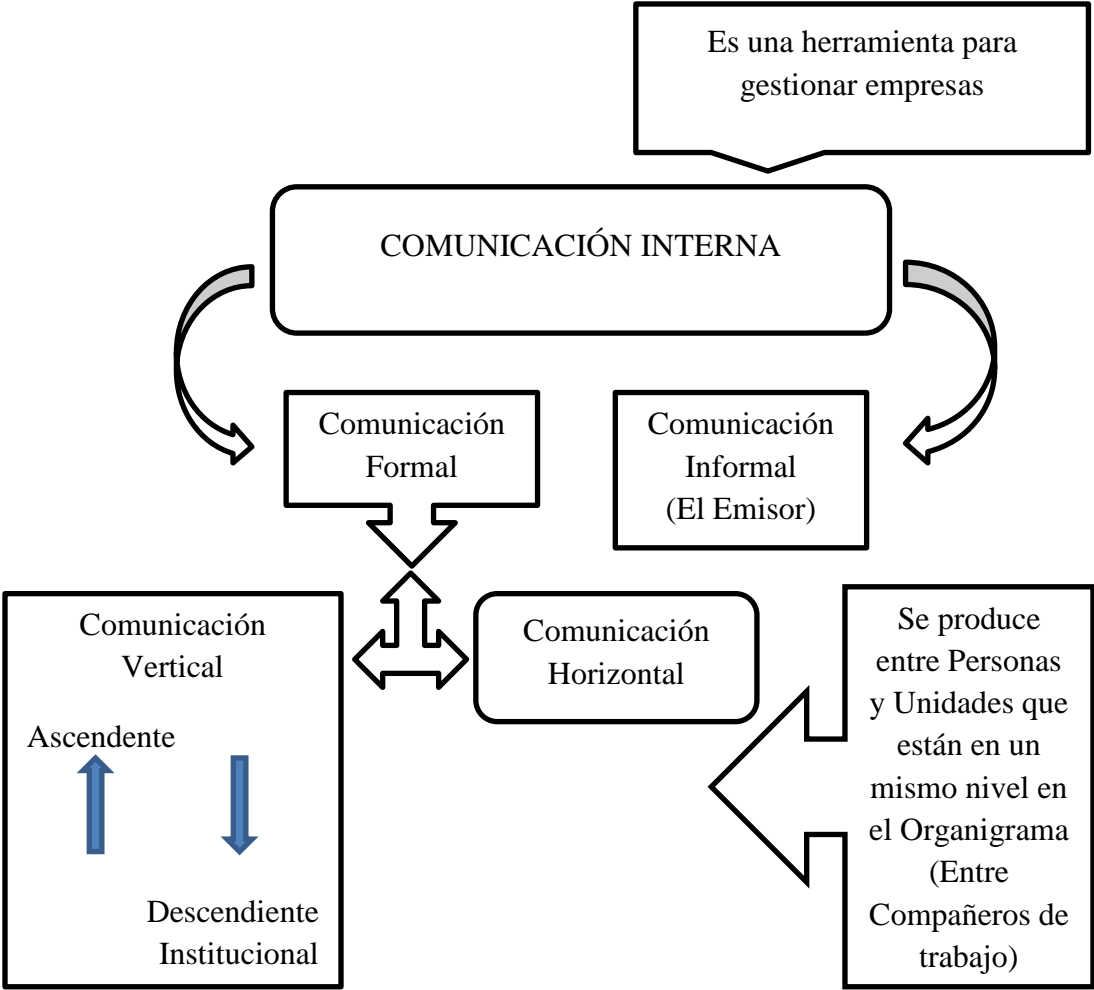 Es una herramienta para
gestionar empresas
COMUNICACIÓN INTERNA
Comunicación
Formal
Comunicación
Informal
(El Emisor)
Comunicación
Vertical
Ascendente
Descendiente
Institucional
Comunicación
Horizontal
Se produce
entre Personas
y Unidades que
están en un
mismo nivel en
el Organigrama
(Entre
Compañeros de
trabajo)